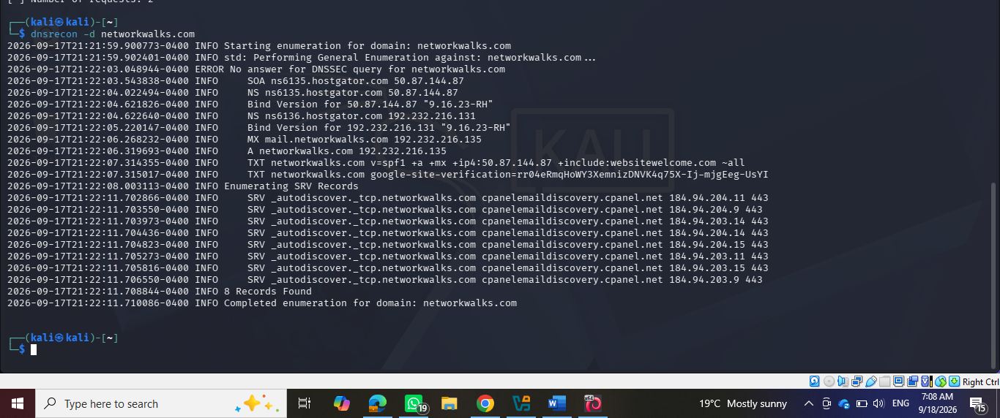 [*] Number of requests: 2
┌──(kali㉿kali)-[~]
└─$ dnsrecon -d networkwalks.com
2026-09-17T21:21:59.900773-0400 INFO Starting enumeration for domain: networkwalks.com
2026-09-17T21:21:59.902401-0400 INFO std: Performing General Enumeration against: networkwalks.com...
2026-09-17T21:22:03.048944-0400 ERROR No answer for DNSSEC query for networkwalks.com
2026-09-17T21:22:03.543838-0400 INFO SOA ns6135.hostgator.com 50.87.144.87
2026-09-17T21:22:04.022494-0400 INFO NS ns6135.hostgator.com 50.87.144.87
2026-09-17T21:22:04.621826-0400 INFO Bind Version for 50.87.144.87 "9.16.23-RH"
2026-09-17T21:22:04.622640-0400 INFO NS ns6136.hostgator.com 192.232.216.131
2026-09-17T21:22:05.220147-0400 INFO Bind Version for 192.232.216.131 "9.16.23-RH"
2026-09-17T21:22:06.268232-0400 INFO MX mail.networkwalks.com 192.232.216.135
2026-09-17T21:22:06.319693-0400 INFO A networkwalks.com 192.232.216.135
2026-09-17T21:22:07.314355-0400 INFO TXT networkwalks.com v=spf1 +a +mx +ip4:50.87.144.87 +include:websitewelcome.com ~all
2026-09-17T21:22:07.315017-0400 INFO TXT networkwalks.com google-site-verification=rr04eRmqHoWY3XemnizDNVK4q75X-Ij-mjgEeg-UsYI
2026-09-17T21:22:08.003113-0400 INFO Enumerating SRV Records
2026-09-17T21:22:11.702866-0400 INFO SRV _autodiscover._tcp.networkwalks.com cpanelemaildiscovery.cpanel.net 184.94.204.11 443
2026-09-17T21:22:11.703550-0400 INFO SRV _autodiscover._tcp.networkwalks.com cpanelemaildiscovery.cpanel.net 184.94.204.9 443
2026-09-17T21:22:11.703973-0400 INFO SRV _autodiscover._tcp.networkwalks.com cpanelemaildiscovery.cpanel.net 184.94.203.14 443
2026-09-17T21:22:11.704436-0400 INFO SRV _autodiscover._tcp.networkwalks.com cpanelemaildiscovery.cpanel.net 184.94.204.14 443
2026-09-17T21:22:11.704823-0400 INFO SRV _autodiscover._tcp.networkwalks.com cpanelemaildiscovery.cpanel.net 184.94.204.15 443
2026-09-17T21:22:11.705273-0400 INFO SRV _autodiscover._tcp.networkwalks.com cpanelemaildiscovery.cpanel.net 184.94.203.11 443
2026-09-17T21:22:11.705816-0400 INFO SRV _autodiscover._tcp.networkwalks.com cpanelemaildiscovery.cpanel.net 184.94.203.15 443
2026-09-17T21:22:11.706550-0400 INFO SRV _autodiscover._tcp.networkwalks.com cpanelemaildiscovery.cpanel.net 184.94.203.9 443
2026-09-17T21:22:11.708844-0400 INFO 8 Records Found
2026-09-17T21:22:11.710086-0400 INFO Completed enumeration for domain: networkwalks.com
KALI
┌──(kali㉿kali)-[~]
└─$
Right Ctrl
Type here to search
19
x64
19°C Mostly sunny
ENG
7:08 AM
9/18/2026
15